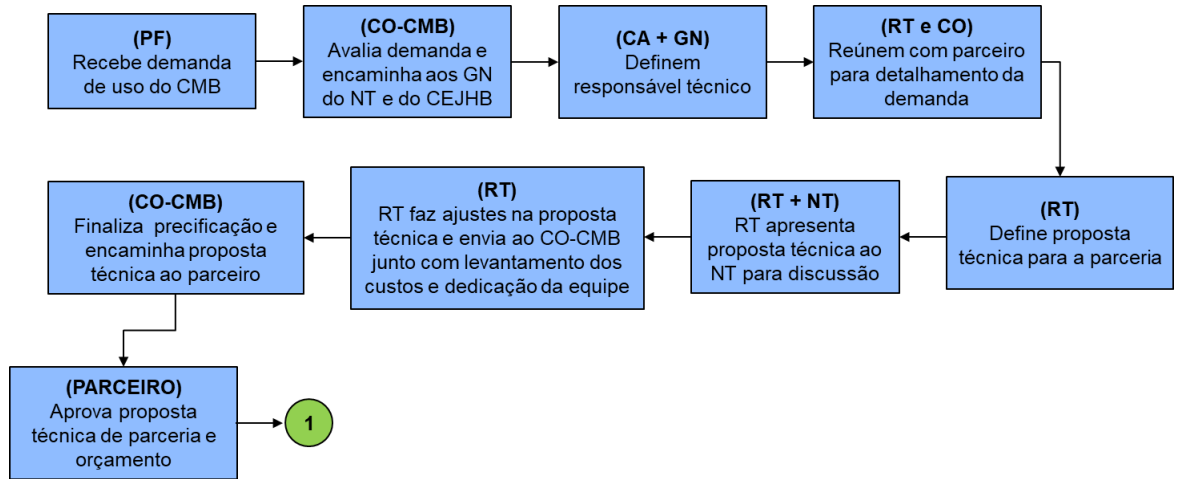 (PF)
Recebe demanda
de uso do CMB
(CO-CMB)
Avalia demanda e
encaminha aos GN
do NT e do CEJHB
(CA + GN)
Definem
responsável técnico
(RT e CO)
Reúnem com parceiro
para detalhamento da
demanda
(RT)
Define proposta
técnica para a parceria
(RT + NT)
RT apresenta
proposta técnica ao
NT para discussão
(RT)
RT faz ajustes na proposta
técnica e envia ao CO-CMB
junto com levantamento dos
custos e dedicação da equipe
(CO-CMB)
Finaliza precificação e
encaminha proposta
técnica ao parceiro
(PARCEIRO)
Aprova proposta
técnica de parceria e
orçamento
1